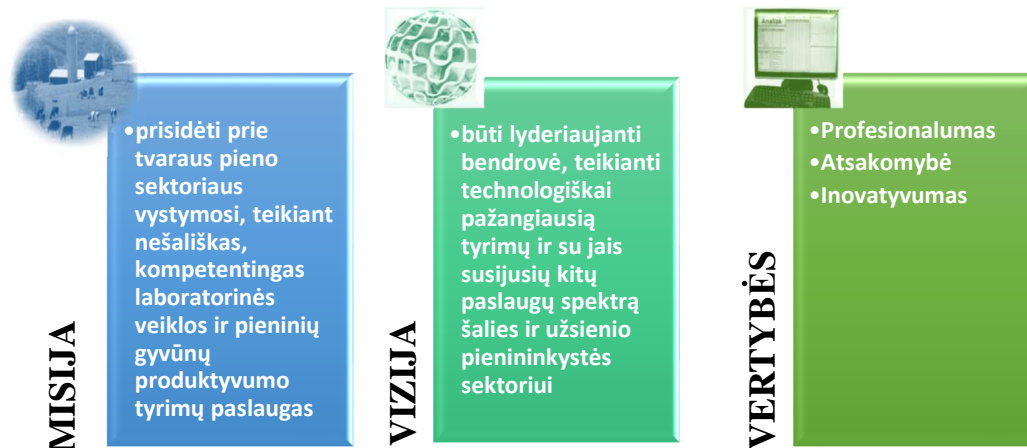 MISIJA
•prisidėti prie
tvaraus pieno
sektoriaus
vystymosi, teikiant
nešališkas,
kompetentingas
laboratorinės
veiklos ir pieninių
gyvūnų
produktyvumo
tyrimų paslaugas
VIZIJA
•būti lyderiaujanti
bendrovė, teikianti
technologiškai
pažangiausią
tyrimų ir su jais
susijusių kitų
paslaugų spektrą
šalies ir užsienio
pienininkystės
sektoriui
Analizė
VERTYBĖS
•Profesionalumas
•Atsakomybė
•Inovatyvumas